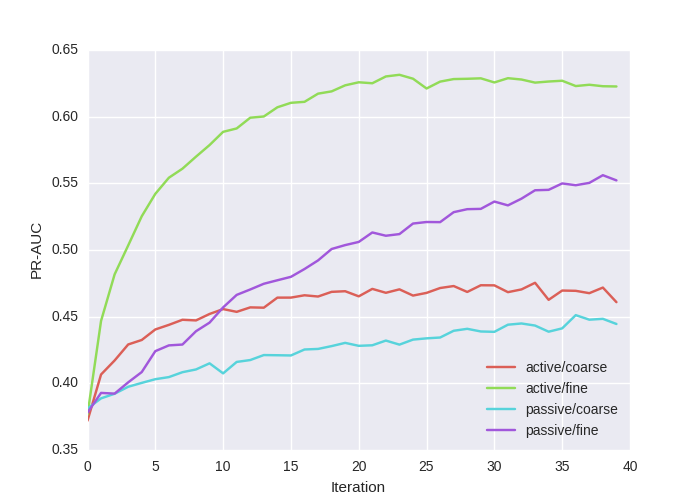 0.65
0.60
0.55
0.50
0.45
0.40
0.35
PR-AUC
active/coarse
active/fine
passive/coarse
passive/fine
0 5 10 15 20 25 30 35 40
Iteration